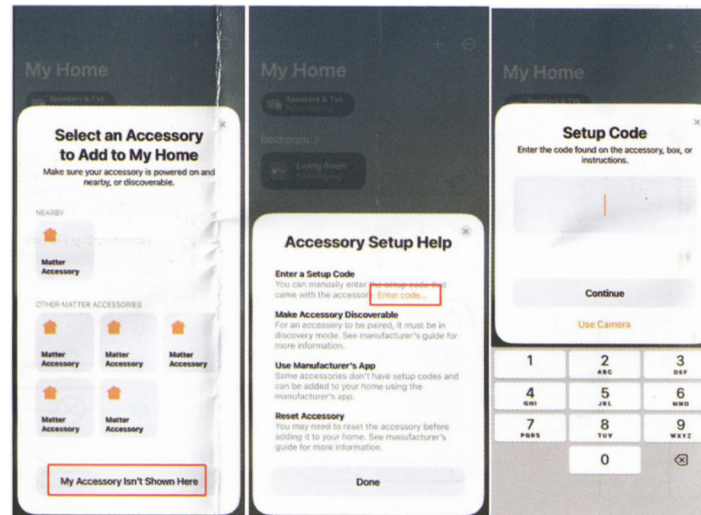 My Home
Speakers & TVs
Select an Accessory
to Add to My Home
Make sure your accessory is powered on and
nearby, or discoverable.
NEARBY
Matter
Accessory
OTHER MATTER ACCESSORIES
Matter
Accessory
Matter
Accessory
Matter
Accessory
Matter
Accessory
Matter
Accessory
My Accessory Isn't Shown Here
My Home
Speakers & TVs
Bedroom
Living Room
Accessory Setup Help
Enter a Setup Code
You can manually enter the setup code that
came with the accessory. Enter code...
Make Accessory Discoverable
For an accessory to be paired, it must be in
discovery mode. See manufacturer's guide for
more information.
Use Manufacturer's App
Some accessories don't have setup codes and
can be added to your home using the
manufacturer's app.
Reset Accessory
You may need to reset the accessory before
adding it to your home. See manufacturer's
guide for more information.
Done
My Home
Setup Code
Enter the code found on the accessory, box, or
instructions.
Continue
Use Camera
1
2
ABC
3
DEF
4
GHI
5
JKL
6
MNO
7
PQRS
8
TUV
9
WXYZ
0